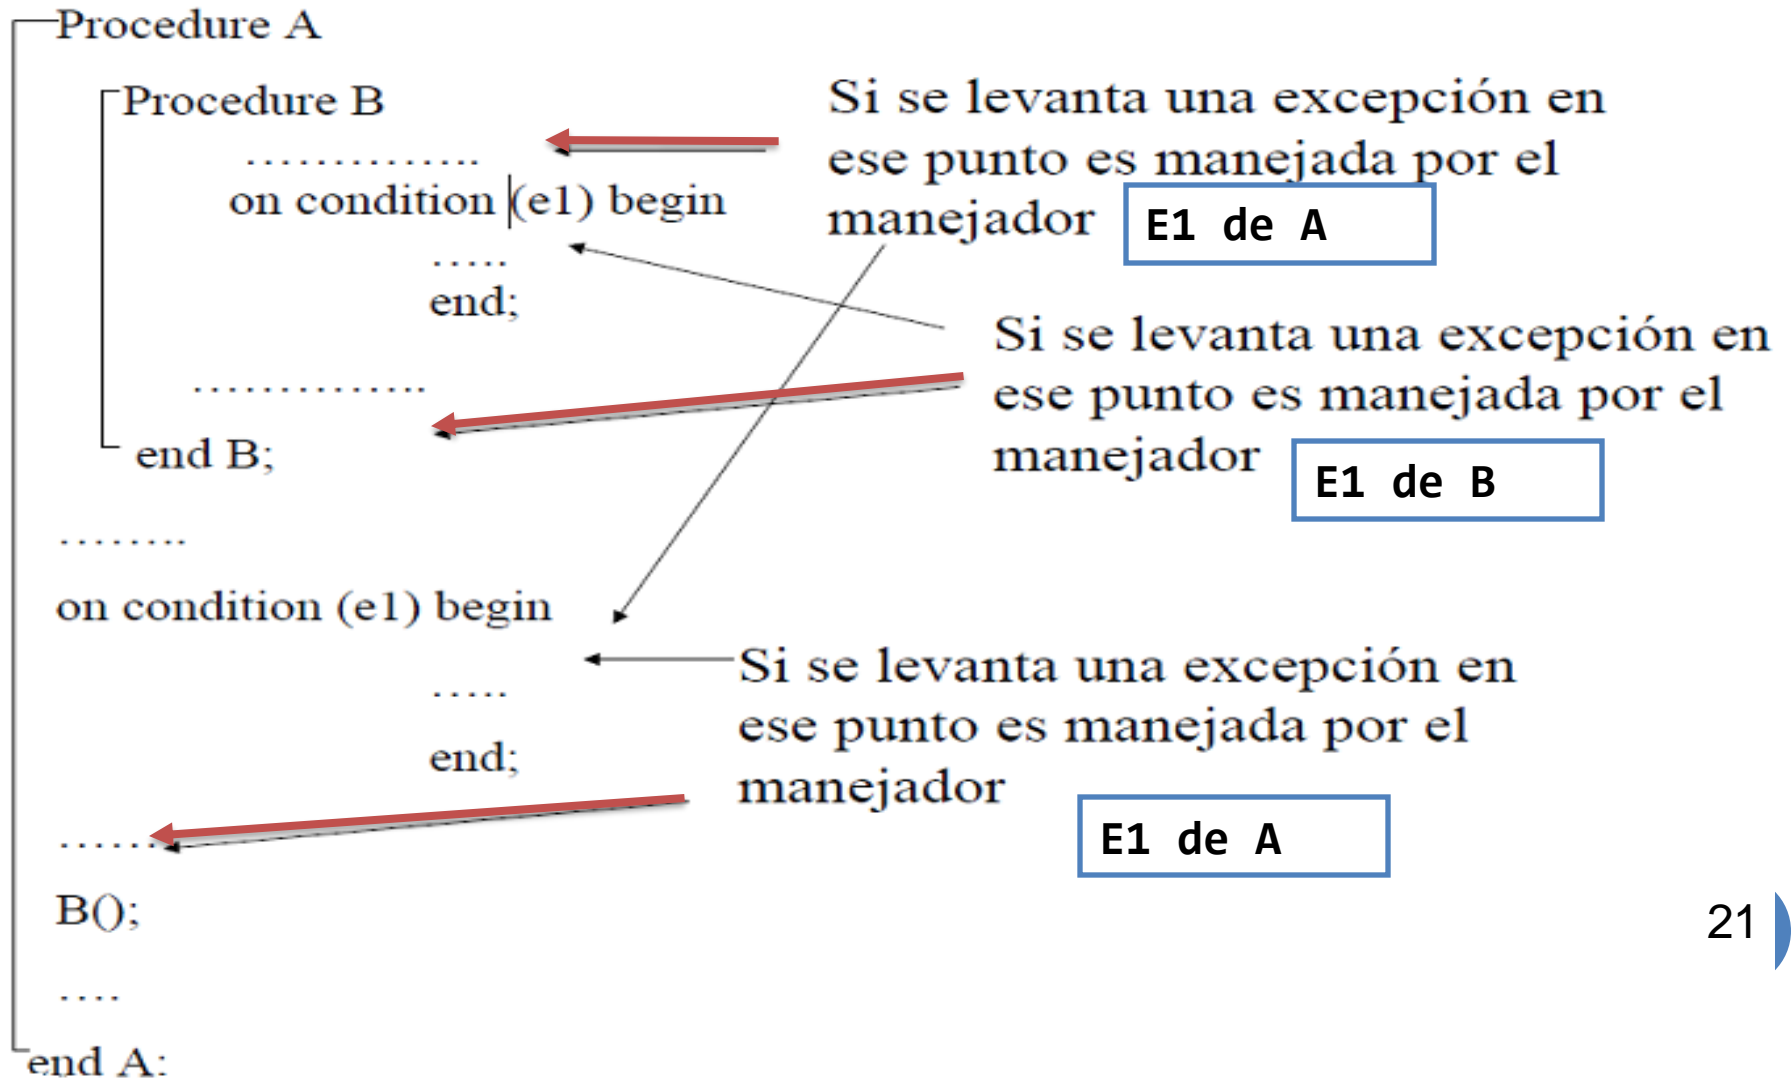 Procedure A
Procedure B
…………..
on condition (e1) begin
…..
end;
…………..
end B;
……..
on condition (e1) begin
…..
end;
……
B();
….
end A:
Si se levanta una excepción en
ese punto es manejada por el
manejador
E1 de A
Si se levanta una excepción en
ese punto es manejada por el
manejador
E1 de B
Si se levanta una excepción en
ese punto es manejada por el
manejador
E1 de A
21